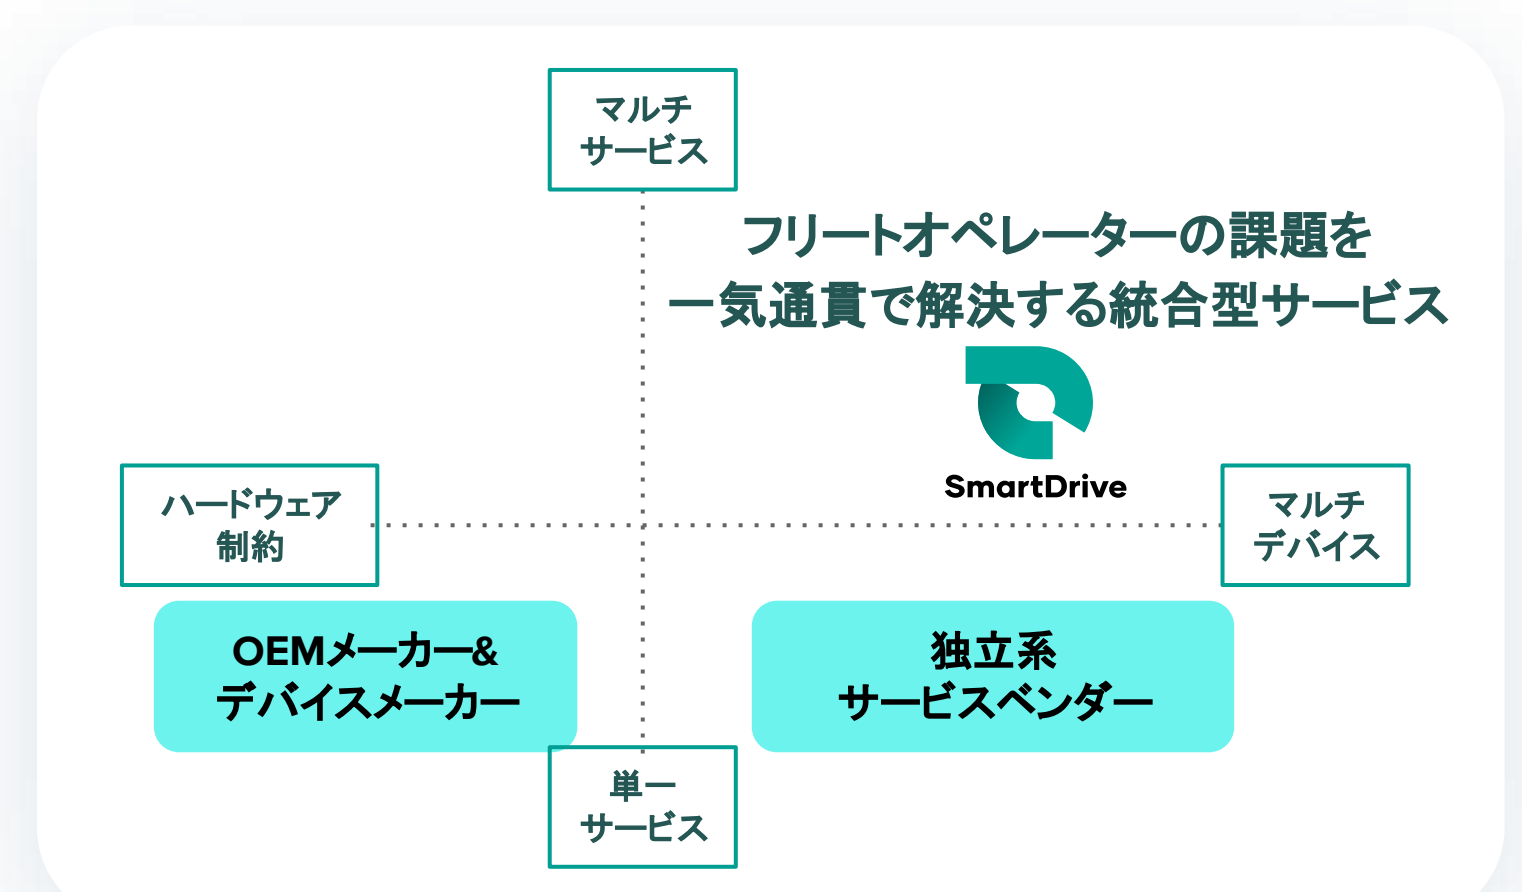 マルチ
サービス
フリートオペレーターの課題を
一気通貫で解決する統合型サービス
SmartDrive
ハードウェア
制約
マルチ
デバイス
OEMメーカー&
デバイスメーカー
独立系
サービスベンダー
単一
サービス